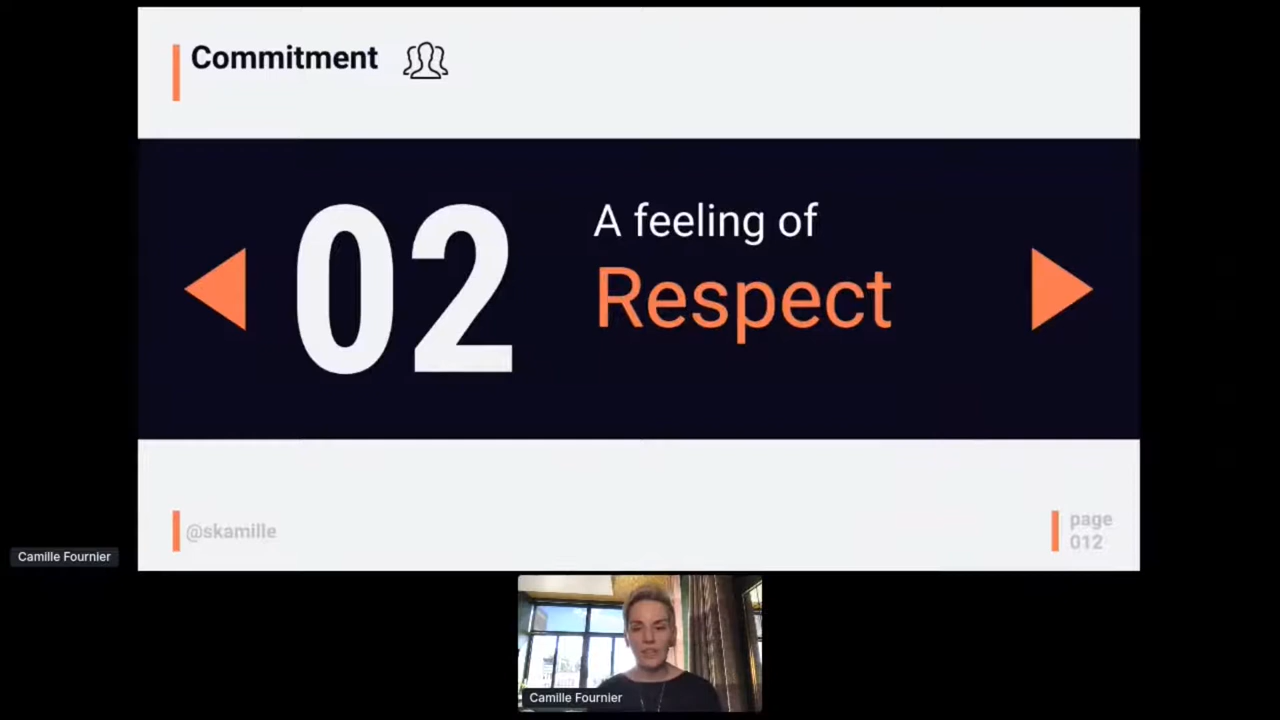 Commitment
02
A feeling of
Respect
@skamille
page
012
Camille Fournier
Camille Fournier